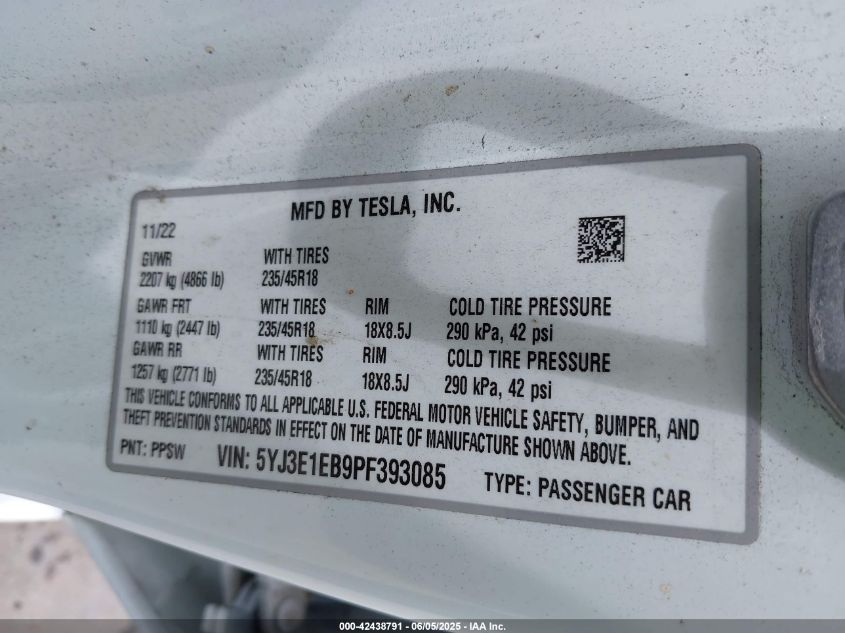 MFD BY TESLA, INC.
11/22
GVWR WITH TIRES
2207 kg (4866 lb) 235/45R18
GAWR FRT WITH TIRES RIM COLD TIRE PRESSURE
1110 kg (2447 lb) 235/45R18 18X8.5J 290 kPa, 42 psi
GAWR RR WITH TIRES RIM COLD TIRE PRESSURE
1257 kg (2771 lb) 235/45R18 18X8.5J 290 kPa, 42 psi
THIS VEHICLE CONFORMS TO ALL APPLICABLE U.S. FEDERAL MOTOR VEHICLE SAFETY, BUMPER, AND
THEFT PREVENTION STANDARDS IN EFFECT ON THE DATE OF MANUFACTURE SHOWN ABOVE.
PNT: PPSW VIN: 5YJ3E1EB9PF393085 TYPE: PASSENGER CAR
000-42438791 - 06/05/2025 - IAA Inc.